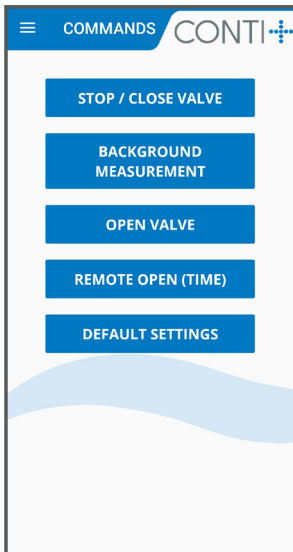 COMMANDS
CONTI
STOP / CLOSE VALVE
BACKGROUND
MEASUREMENT
OPEN VALVE
REMOTE OPEN (TIME)
DEFAULT SETTINGS